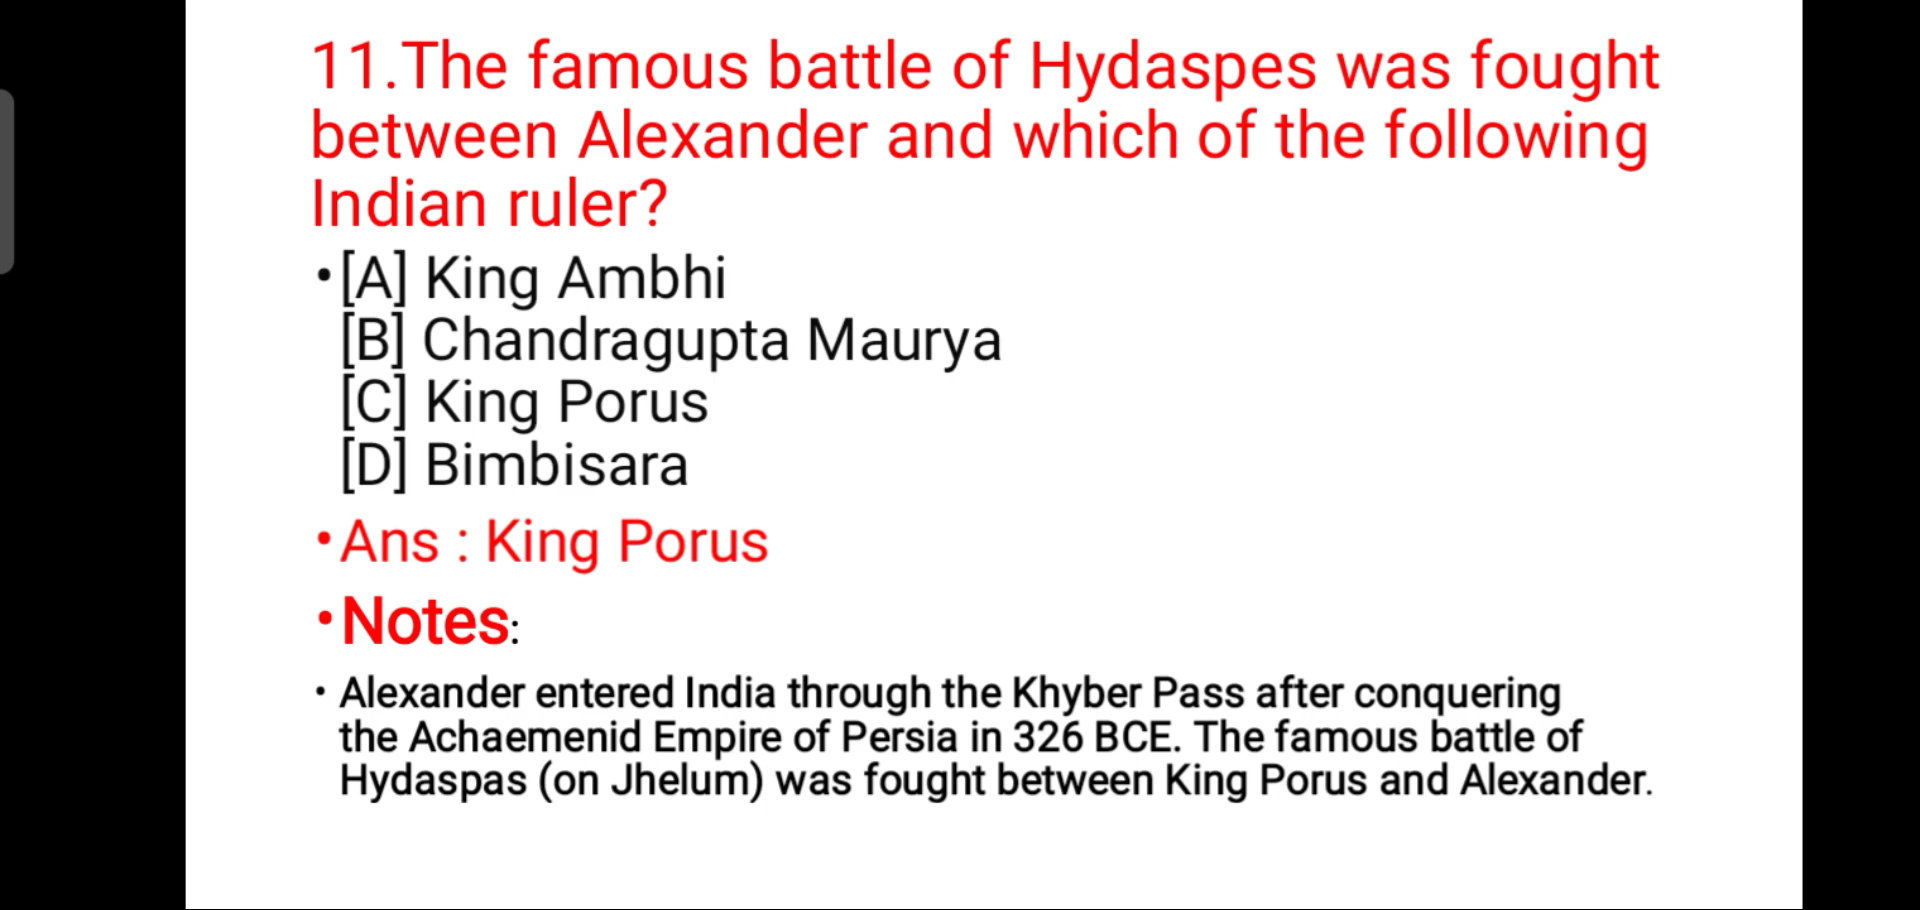 11.The famous battle of Hydaspes was fought
between Alexander and which of the following
Indian ruler?
•[A] King Ambhi
[B] Chandragupta Maurya
[C] King Porus
[D] Bimbisara
•Ans : King Porus
•Notes:
• Alexander entered India through the Khyber Pass after conquering
the Achaemenid Empire of Persia in 326 BCE. The famous battle of
Hydaspas (on Jhelum) was fought between King Porus and Alexander.